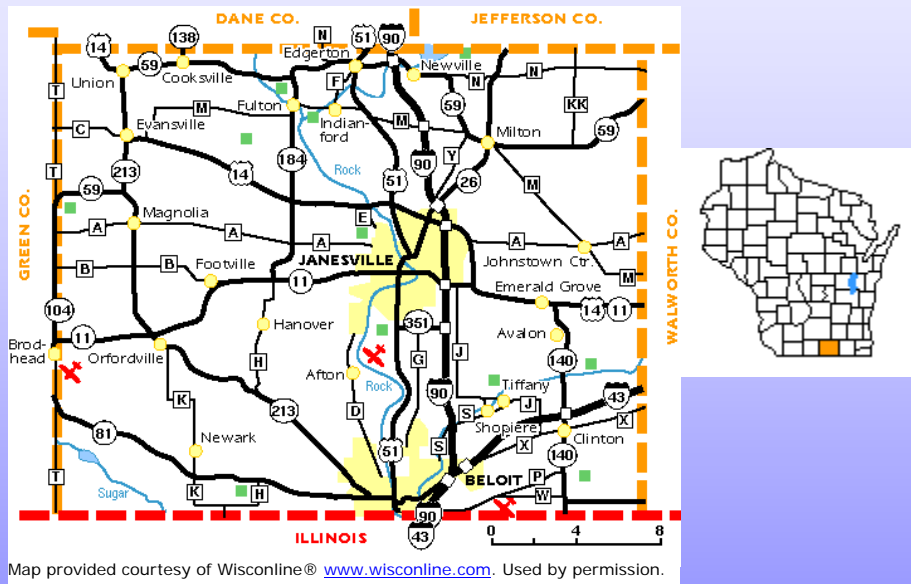 DANE CO.
JEFFERSON CO.
14
138
N
51
90
Edgerton
59
Union
Cooksville
Newville
N
N
F
T
M
Fulton
KK
59
Indian-
ford
M
59
C
Evansville
Milton
184
90
Y
T
213
14
Rock
51
26
M
59
E
Magnolia
A
A
A
A
A
GREEN CO.
JANESVILLE
Johnstown Ctr.
WALWORTH CO.
B
B
Footville
M
11
Emerald Grove
14
11
104
351
Hanover
Avalon
11
Brod-
head
Orfordville
G
J
140
H
Afton
Rock
90
Tiffany
43
K
D
S
J
213
Shopiere
X
81
Newark
51
S
X
Clinton
140
T
BELOIT
P
Sugar
K
H
W
90
ILLINOIS
43
0
4
8
Map provided courtesy of Wisconline® www.wisconline.com. Used by permission.